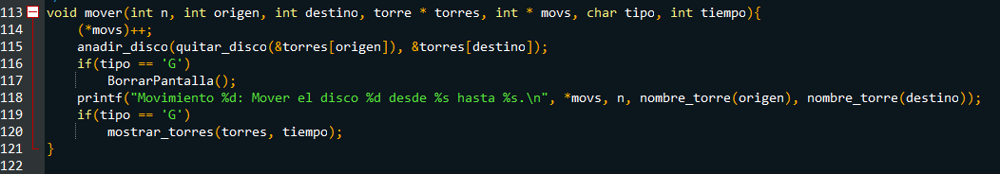 113 void mover(int n, int origen, int destino, torre * torres, int * movs, char tipo, int tiempo){
114 (*movs)++;
115 anadir_disco(quitar_disco(&torres[origen]), &torres[destino]);
116 if(tipo == 'G')
117 BorrarPantalla();
118 printf("Movimiento %d: Mover el disco %d desde %s hasta %s.\n", *movs, n, nombre_torre(origen), nombre_torre(destino));
119 if(tipo == 'G')
120 mostrar_torres(torres, tiempo);
121 }
122